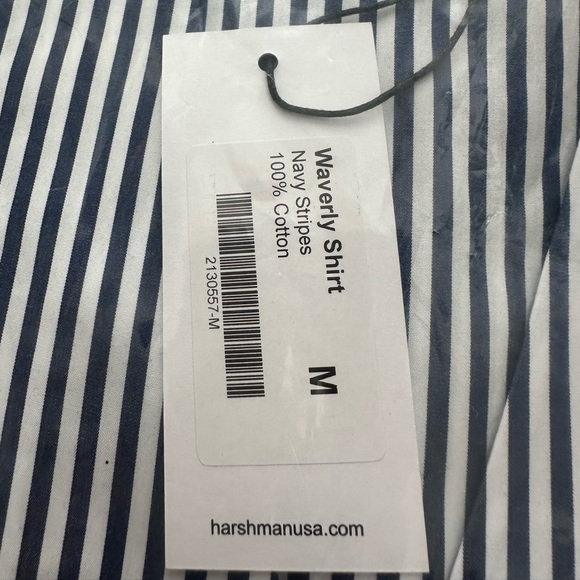 Waverly Shirt
Navy Stripes
100% Cotton
M
2130557-M
harshmanusa.com